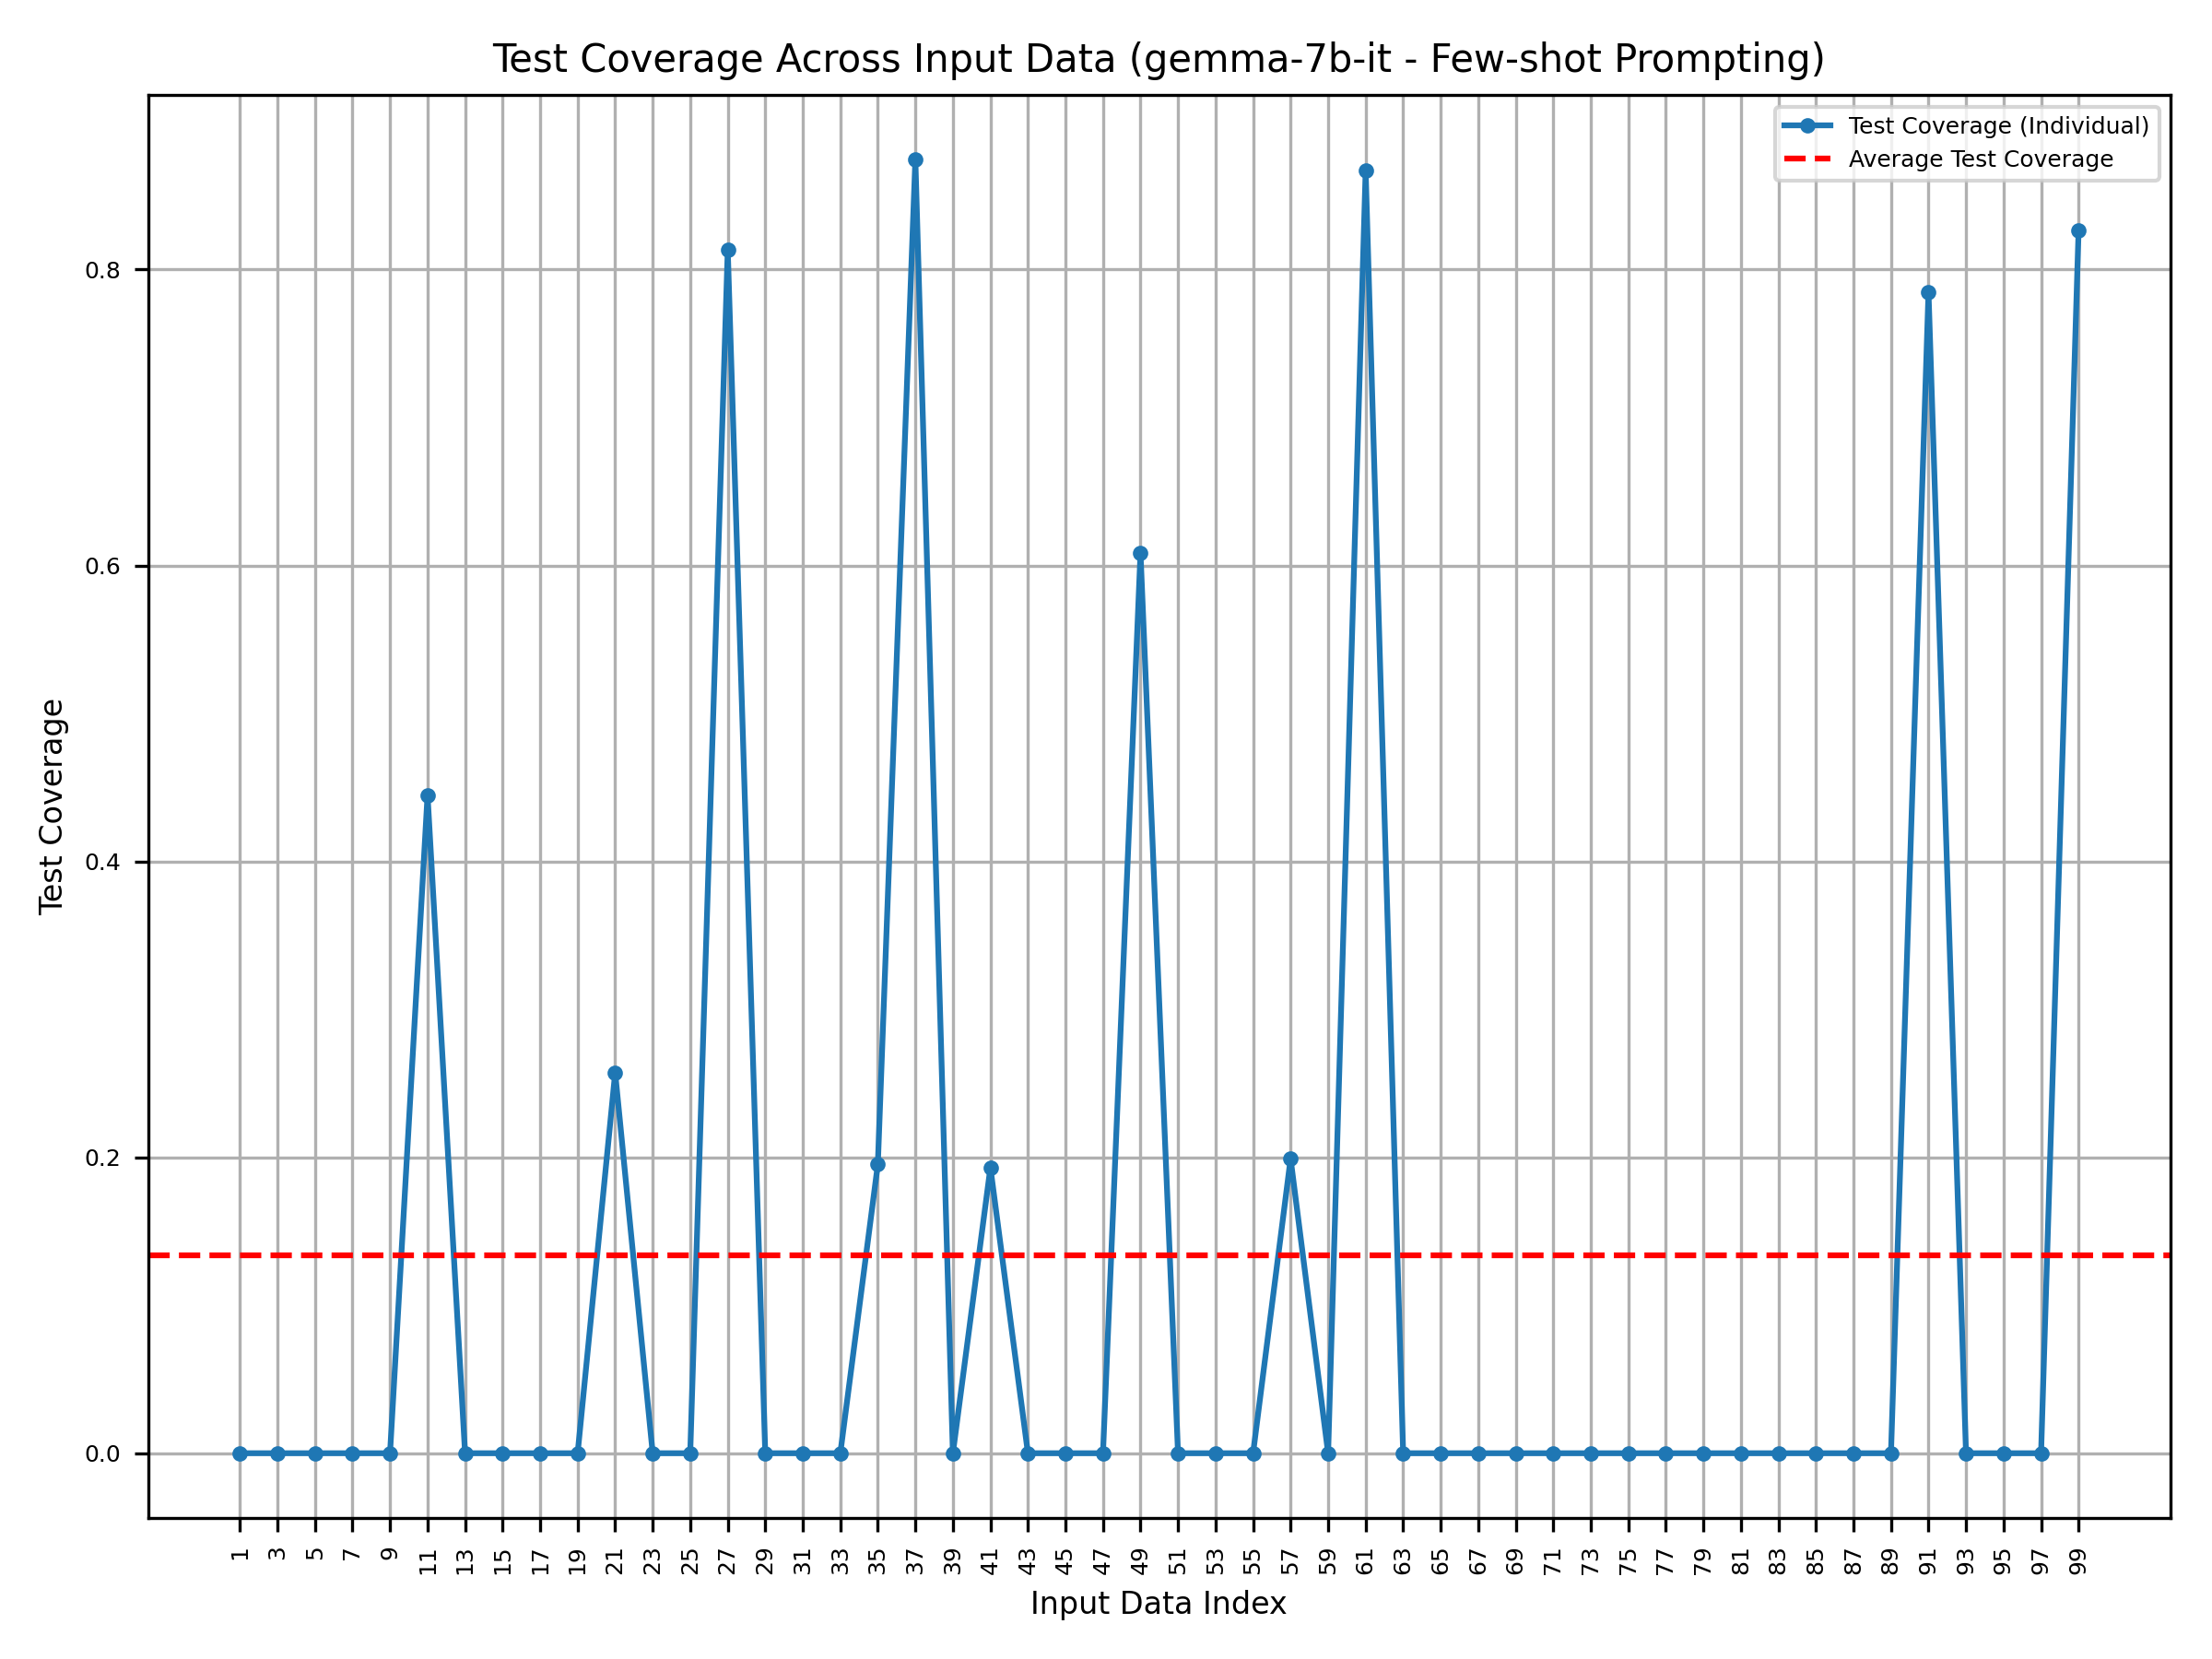 Test Coverage Across Input Data (gemma-7b-it - Few-shot Prompting)
Test Coverage (Individual)
Average Test Coverage
Test Coverage
0.8
0.6
0.4
0.2
0.0
1 3 5 7 9 11 13 15 17 19 21 23 25 27 29 31 33 35 37 39 41 43 45 47 49 51 53 55 57 59 61 63 65 67 69 71 73 75 77 79 81 83 85 87 89 91 93 95 97 99
Input Data Index